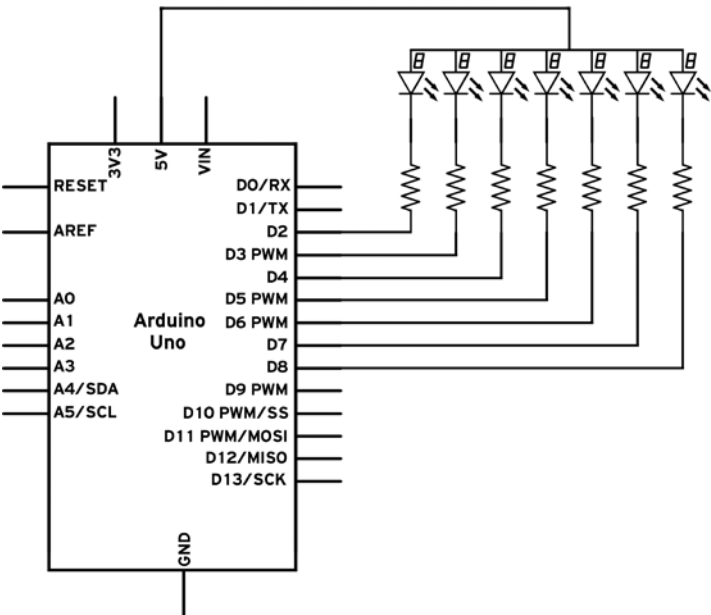 3V3
5V
VIN
RESET
AREF
A0
A1
A2
A3
A4/SDA
A5/SCL
Arduino
Uno
D0/RX
D1/TX
D2
D3 PWM
D4
D5 PWM
D6 PWM
D7
D8
D9 PWM
D10 PWM/SS
D11 PWM/MOSI
D12/MISO
D13/SCK
GND